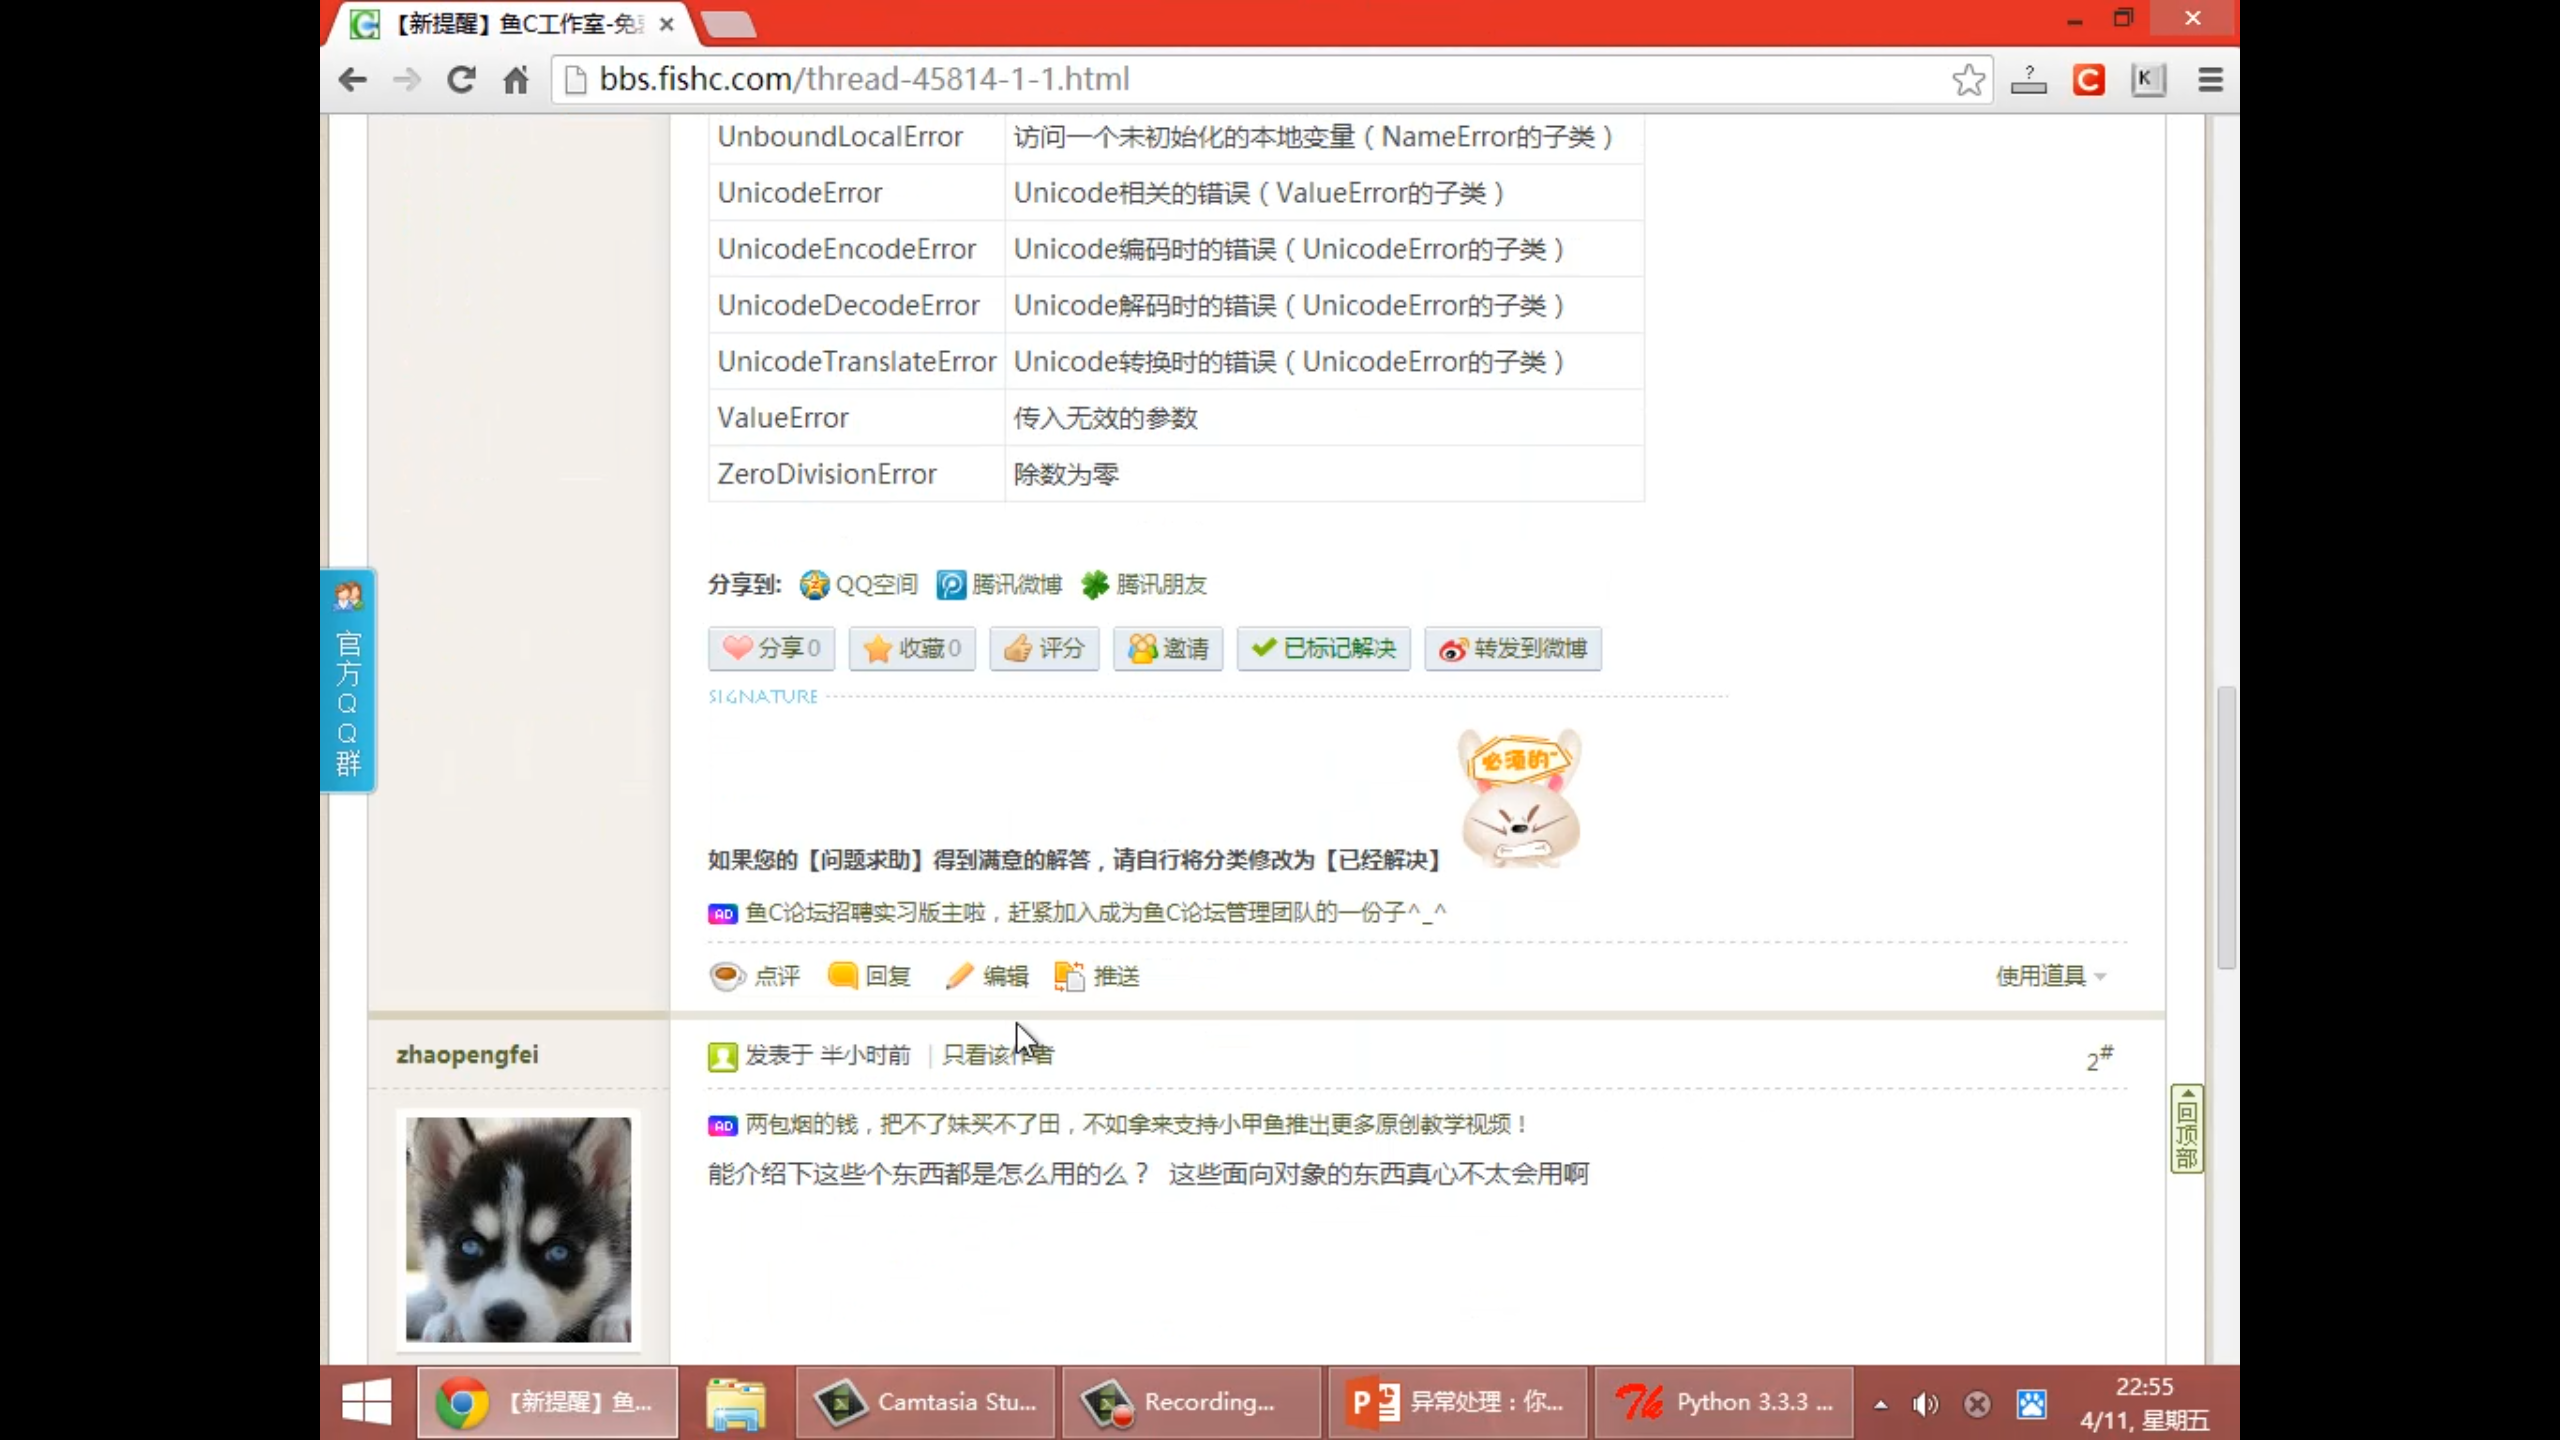 【新提醒】鱼C工作室-免
bbs.fishc.com/thread-45814-1-1.html
UnboundLocalError 访问一个未初始化的本地变量（NameError的子类）
UnicodeError Unicode相关的错误（ValueError的子类）
UnicodeEncodeError Unicode编码时的错误（UnicodeError的子类）
UnicodeDecodeError Unicode解码时的错误（UnicodeError的子类）
UnicodeTranslateError Unicode转换时的错误（UnicodeError的子类）
ValueError 传入无效的参数
ZeroDivisionError 除数为零
分享到: QQ空间 腾讯微博 腾讯朋友
分享0 收藏0 评分 邀请 已标记解决 转发到微博
SIGNATURE
官方QQ群
必须的~
如果您的【问题求助】得到满意的解答，请自行将分类修改为【已经解决】
AD 鱼C论坛招聘实习版主啦，赶紧加入成为鱼C论坛管理团队的一份子^_^
点评 回复 编辑 推送 使用道具
zhaopengfei 发表于 半小时前 | 只看该作者 2#
AD 两包烟的钱，把不了妹买不了田，不如拿来支持小甲鱼推出更多原创教学视频！
能介绍下这些个东西都是怎么用的么？ 这些面向对象的东西真心不太会用啊
回顶部
【新提醒】鱼... Camtasia Stu... Recording... 异常处理：你... Python 3.3.3 ... 22:55
4/11, 星期五